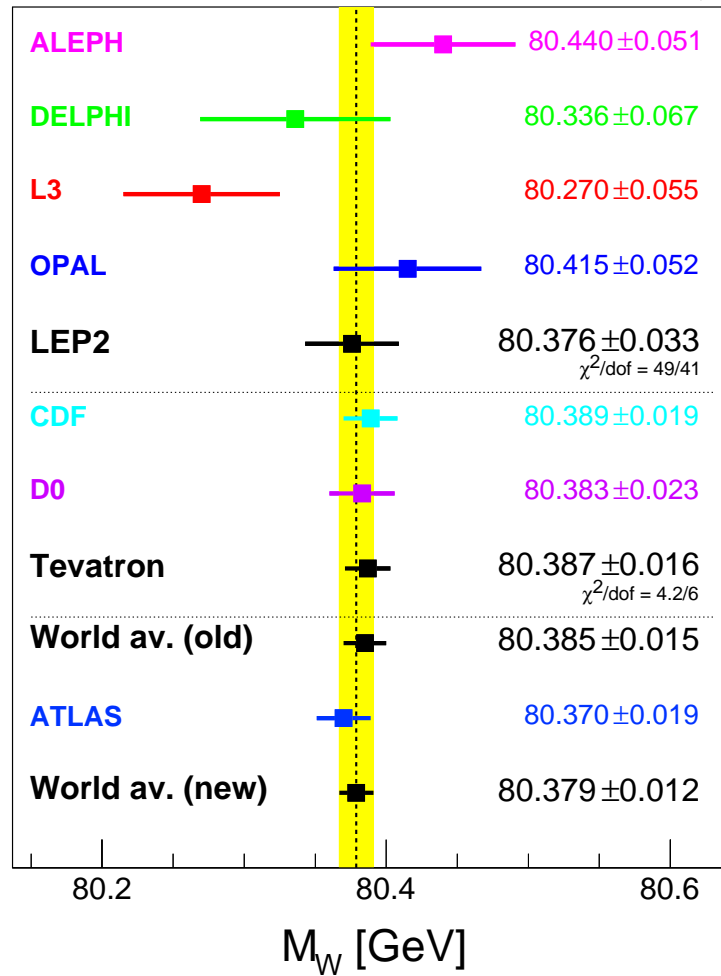 ALEPH 80.440±0.051
DELPHI 80.336±0.067
L3 80.270±0.055
OPAL 80.415±0.052
LEP2 80.376±0.033
χ²/dof = 49/41
CDF 80.389±0.019
D0 80.383±0.023
Tevatron 80.387±0.016
χ²/dof = 4.2/6
World av. (old) 80.385±0.015
ATLAS 80.370±0.019
World av. (new) 80.379±0.012
80.2 80.4 80.6
M_W [GeV]